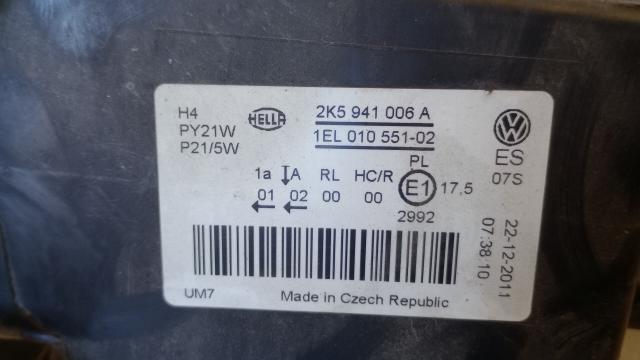 H4
PY21W
P21/5W
HELLA
2K5 941 006 A
1EL 010 551-02
ES
07S
PL
1a A RL HC/R
01 02 00 00
E1 17,5
2992
22-12-2011
07:38:10
UM7
Made in Czech Republic